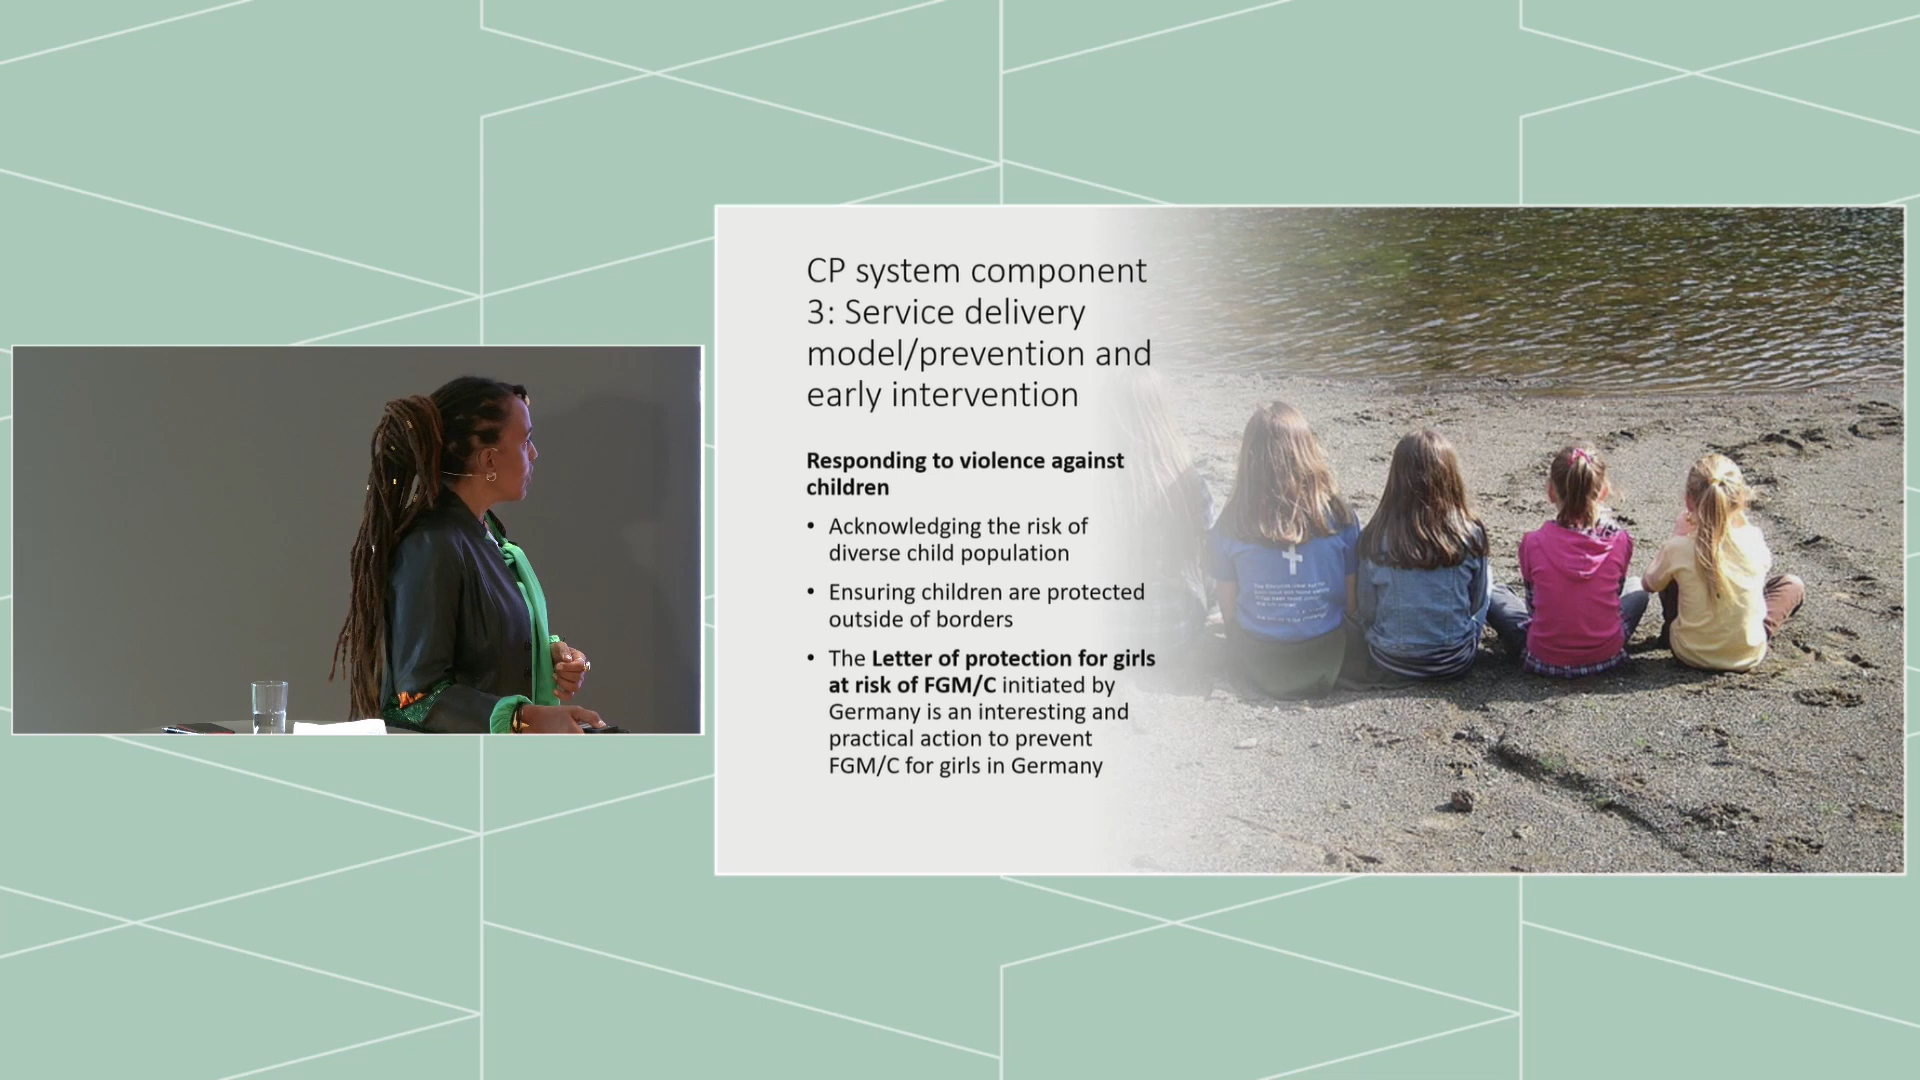 CP system component
3: Service delivery
model/prevention and
early intervention
Responding to violence against
children
• Acknowledging the risk of
diverse child population
• Ensuring children are protected
outside of borders
• The Letter of protection for girls
at risk of FGM/C initiated by
Germany is an interesting and
practical action to prevent
FGM/C for girls in Germany